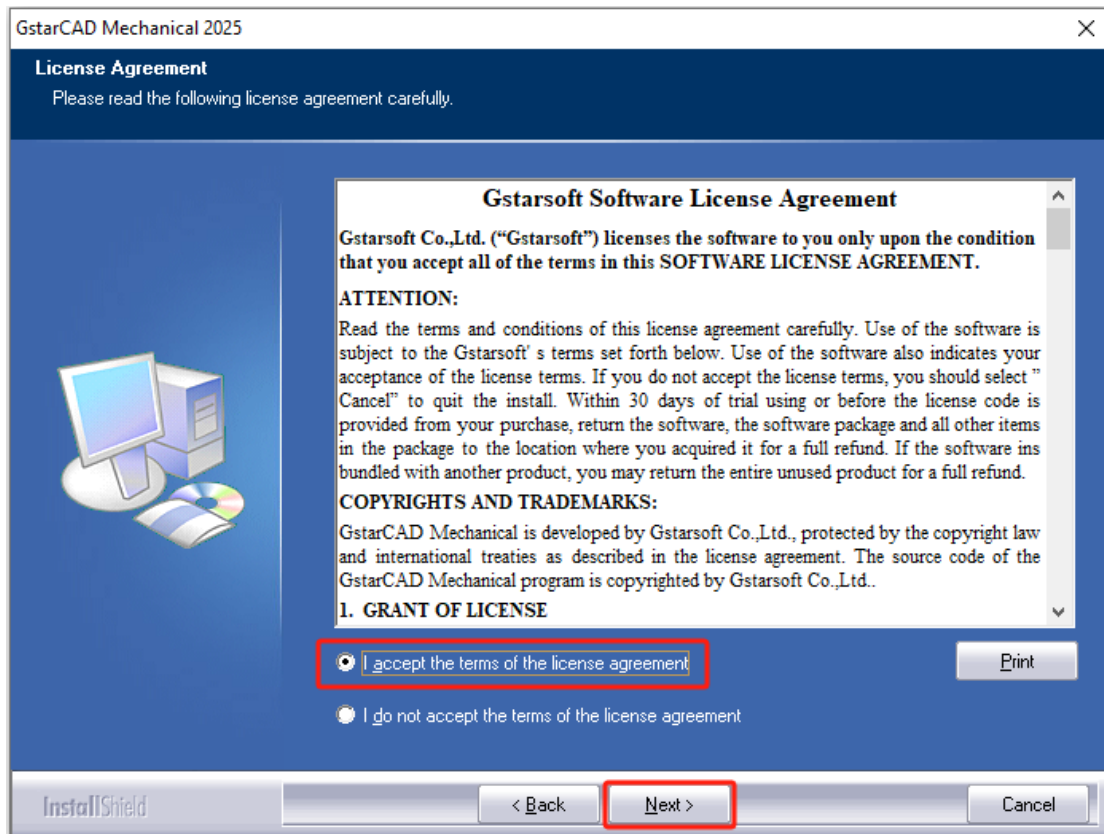 GstarCAD Mechanical 2025
License Agreement
Please read the following license agreement carefully.
Gstarsoft Software License Agreement
Gstarsoft Co.,Ltd. (“Gstarsoft”) licenses the software to you only upon the condition
that you accept all of the terms in this SOFTWARE LICENSE AGREEMENT.
ATTENTION:
Read the terms and conditions of this license agreement carefully. Use of the software is
subject to the Gstarsoft' s terms set forth below. Use of the software also indicates your
acceptance of the license terms. If you do not accept the license terms, you should select ”
Cancel” to quit the install. Within 30 days of trial using or before the license code is
provided from your purchase, return the software, the software package and all other items
in the package to the location where you acquired it for a full refund. If the software ins
bundled with another product, you may return the entire unused product for a full refund.
COPYRIGHTS AND TRADEMARKS:
GstarCAD Mechanical is developed by Gstarsoft Co.,Ltd., protected by the copyright law
and international treaties as described in the license agreement. The source code of the
GstarCAD Mechanical program is copyrighted by Gstarsoft Co.,Ltd..
1. GRANT OF LICENSE
I accept the terms of the license agreement
Print
I do not accept the terms of the license agreement
InstallShield
< Back
Next >
Cancel